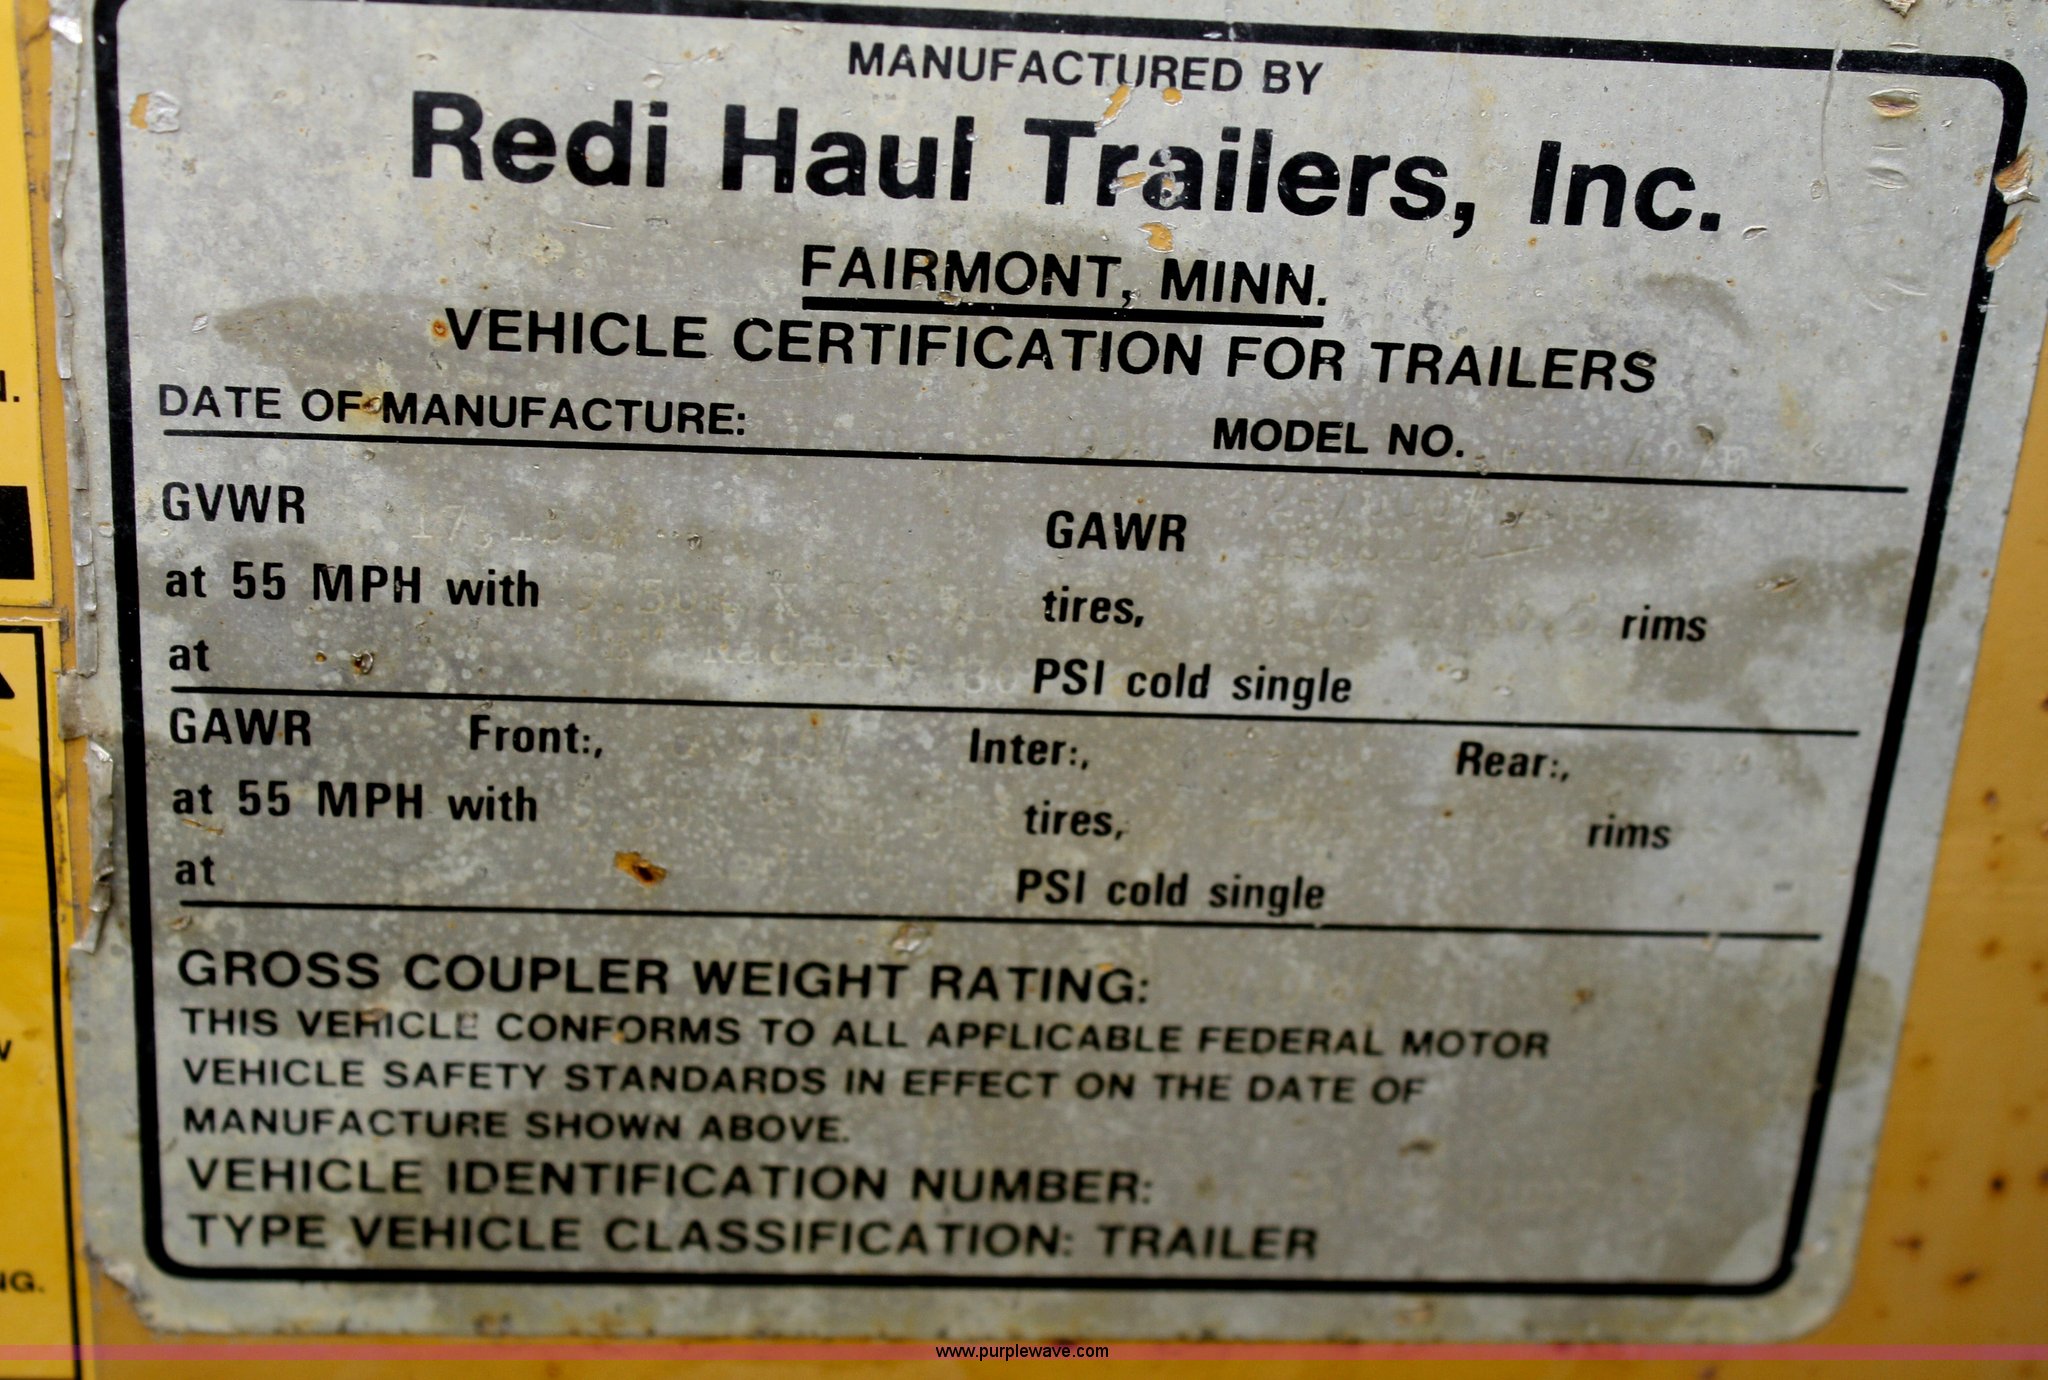 MANUFACTURED BY
Redi Haul Trailers, Inc.
FAIRMONT, MINN.
VEHICLE CERTIFICATION FOR TRAILERS
DATE OF MANUFACTURE: MODEL NO.
GVWR GAWR
at 55 MPH with tires, rims
at Radials 80 PSI cold single
GAWR Front:, Inter:, Rear:,
at 55 MPH with tires, rims
at PSI cold single
GROSS COUPLER WEIGHT RATING:
THIS VEHICLE CONFORMS TO ALL APPLICABLE FEDERAL MOTOR
VEHICLE SAFETY STANDARDS IN EFFECT ON THE DATE OF
MANUFACTURE SHOWN ABOVE.
VEHICLE IDENTIFICATION NUMBER:
TYPE VEHICLE CLASSIFICATION: TRAILER
www.purplewave.com